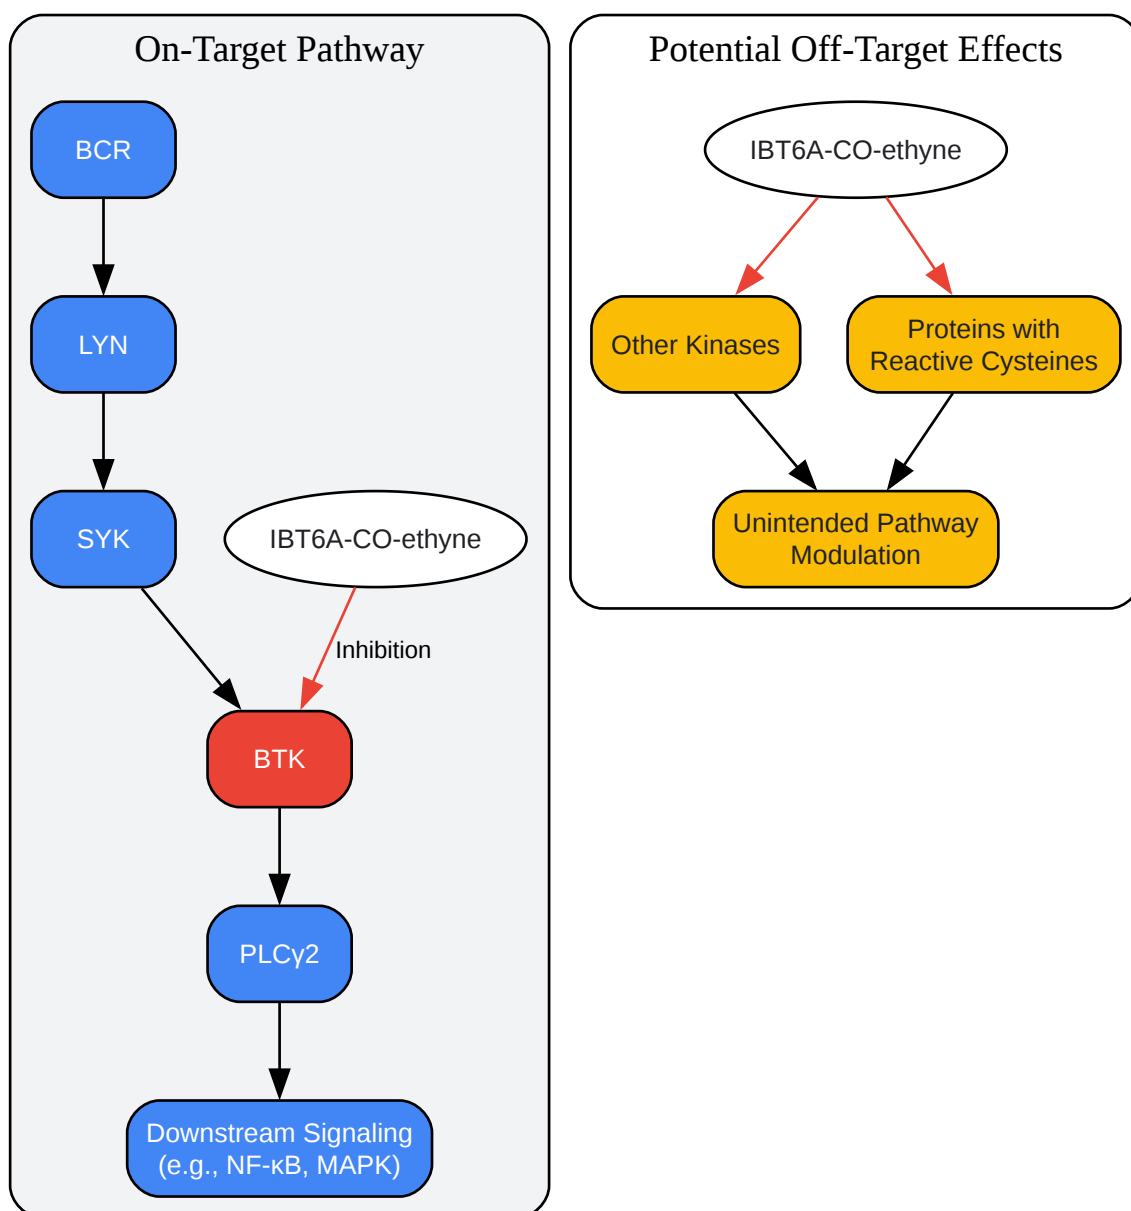 On-Target Pathway
BCR
LYN
SYK
IBT6A-CO-ethyne
Inhibition
BTK
PLCγ2
Downstream Signaling
(e.g., NF-κB, MAPK)
Potential Off-Target Effects
IBT6A-CO-ethyne
Other Kinases
Proteins with
Reactive Cysteines
Unintended Pathway
Modulation